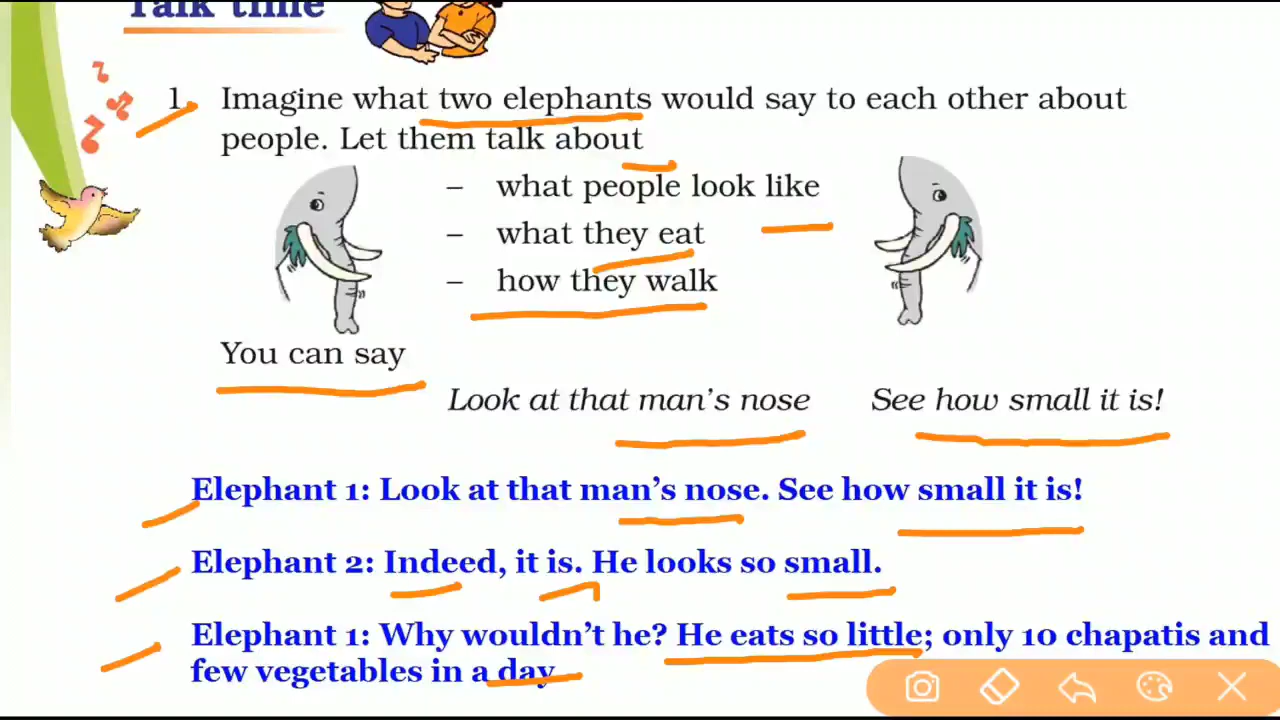 Talk time
1. Imagine what two elephants would say to each other about
people. Let them talk about
– what people look like
– what they eat
– how they walk
You can say
Look at that man's nose See how small it is!
Elephant 1: Look at that man's nose. See how small it is!
Elephant 2: Indeed, it is. He looks so small.
Elephant 1: Why wouldn't he? He eats so little; only 10 chapatis and
few vegetables in a day